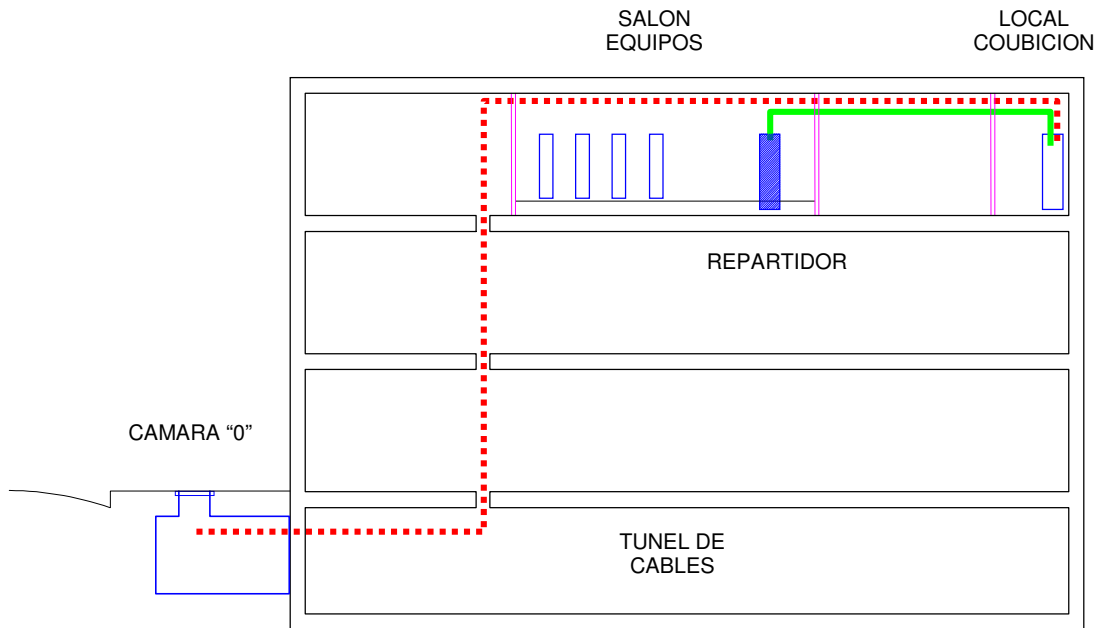 SALON
EQUIPOS
LOCAL
COUBICION
REPARTIDOR
CAMARA “0”
TUNEL DE
CABLES